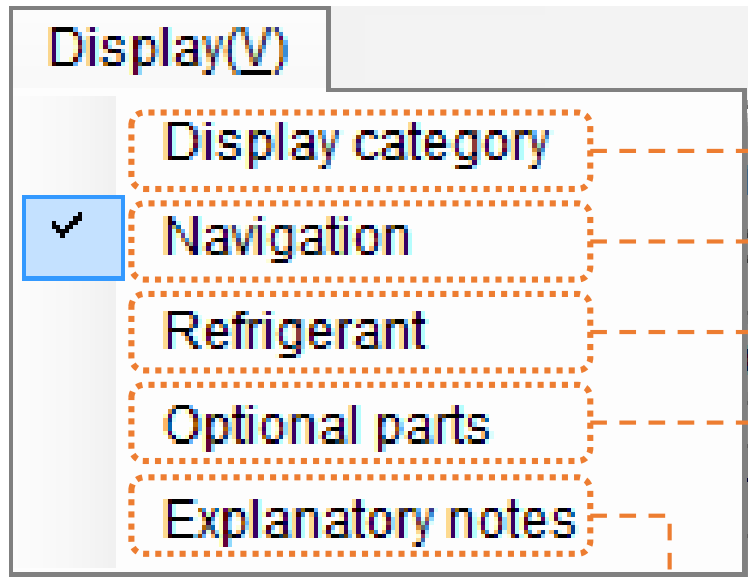 Display(V)
Display category
Navigation
Refrigerant
Optional parts
Explanatory notes